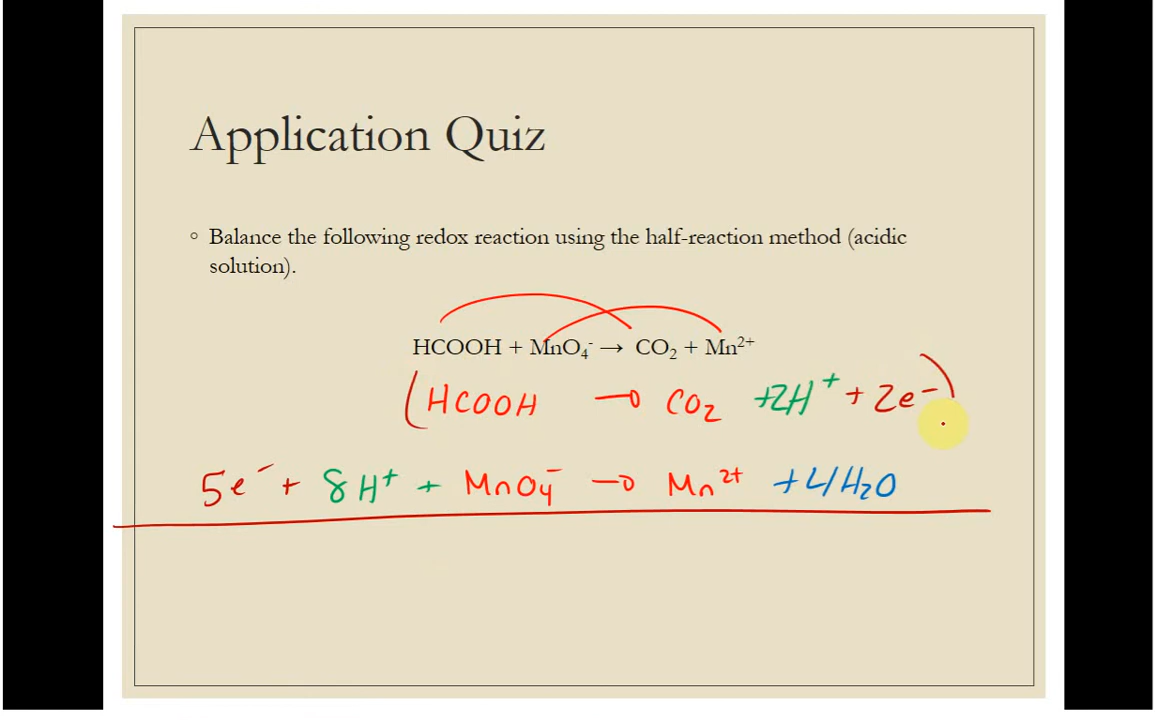 Application Quiz
◦ Balance the following redox reaction using the half-reaction method (acidic
solution).
HCOOH + MnO₄⁻ → CO₂ + Mn²⁺
(HCOOH → CO₂ +2H⁺ + 2e⁻)
5e⁻ + 8H⁺ + MnO₄⁻ → Mn²⁺ +4H₂O